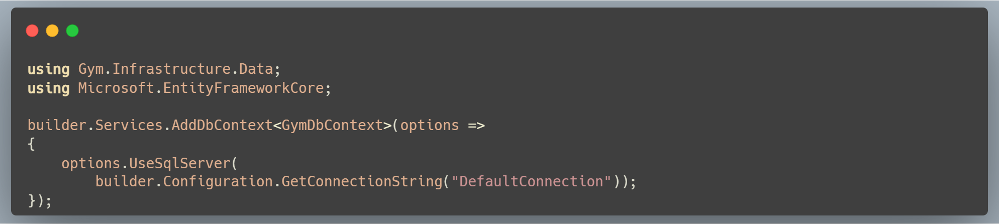 using Gym.Infrastructure.Data;
using Microsoft.EntityFrameworkCore;

builder.Services.AddDbContext<GymDbContext>(options =>
{
    options.UseSqlServer(
        builder.Configuration.GetConnectionString("DefaultConnection"));
});